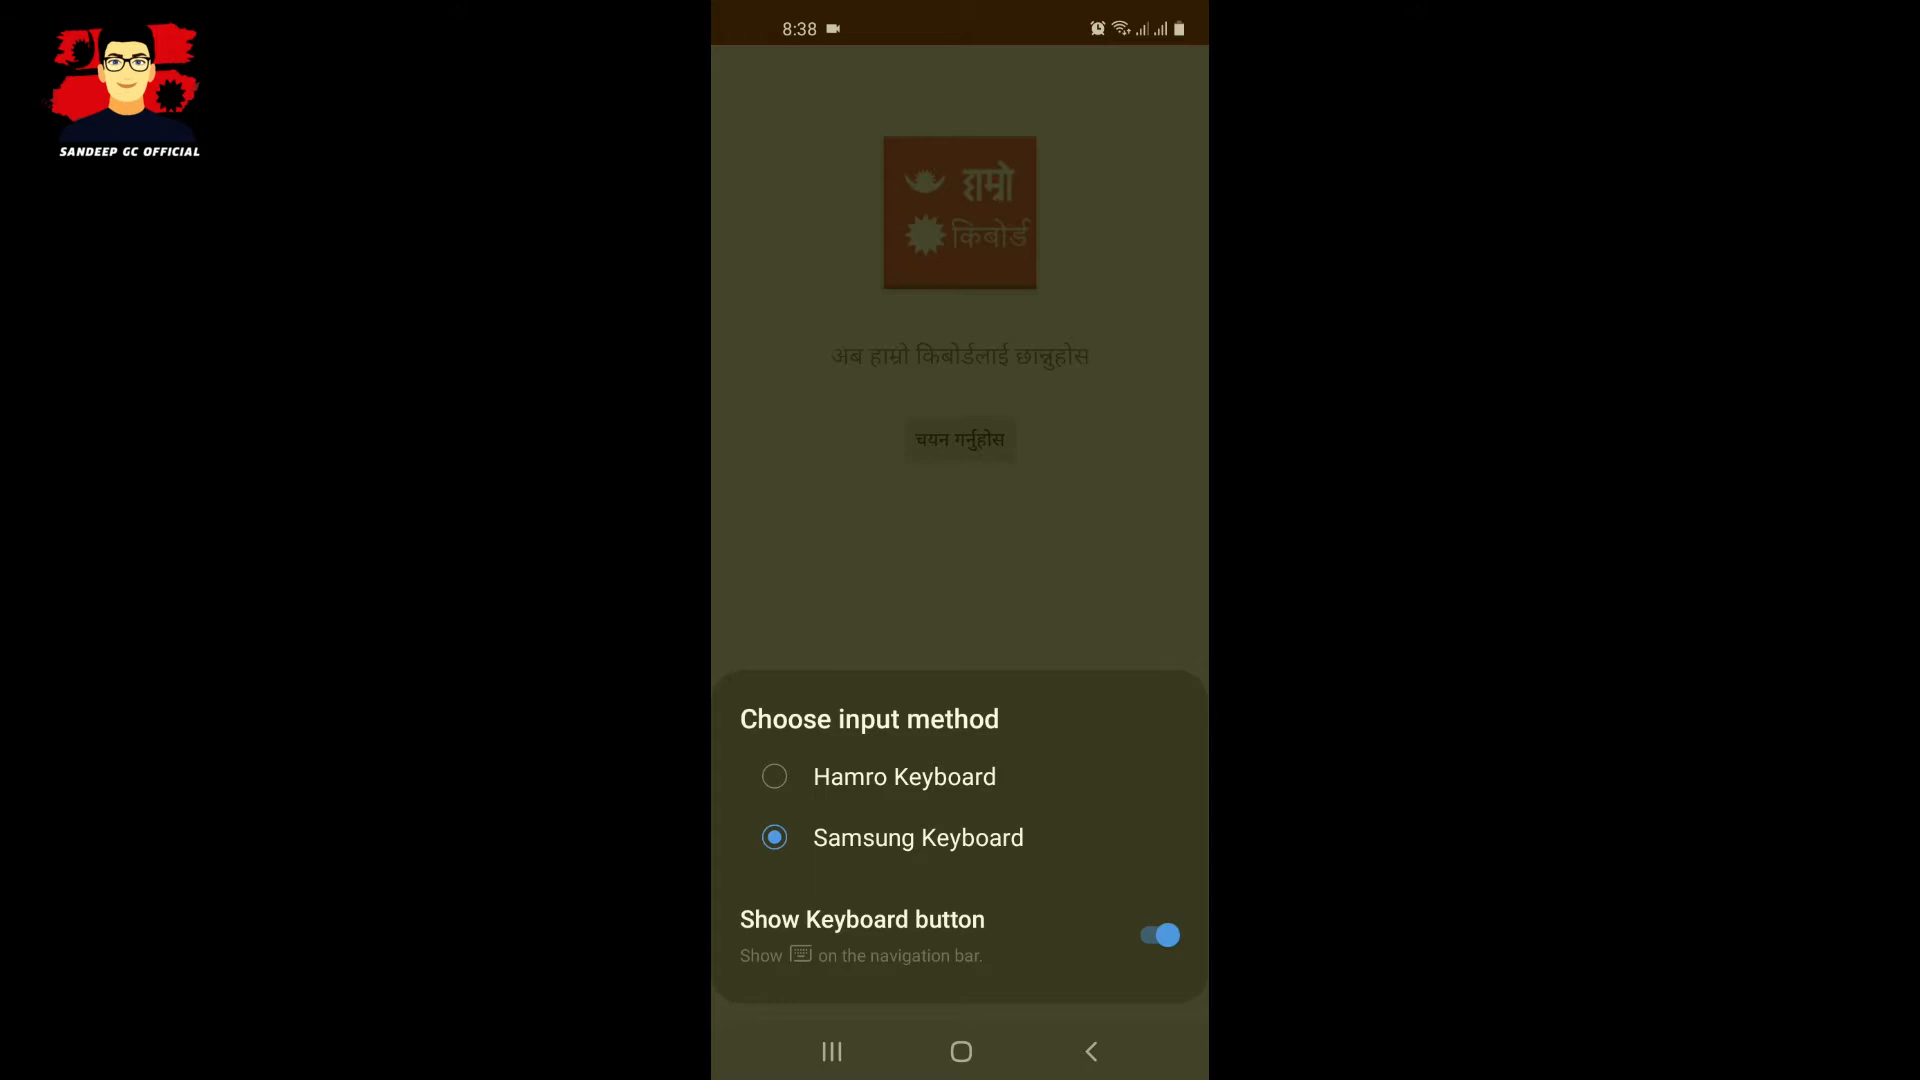 SANDEEP GC OFFICIAL
8:38
हाम्रो
किबोर्ड
अब हाम्रो किबोर्डलाई छान्नुहोस
चयन गर्नुहोस
Choose input method
Hamro Keyboard
Samsung Keyboard
Show Keyboard button
Show on the navigation bar.